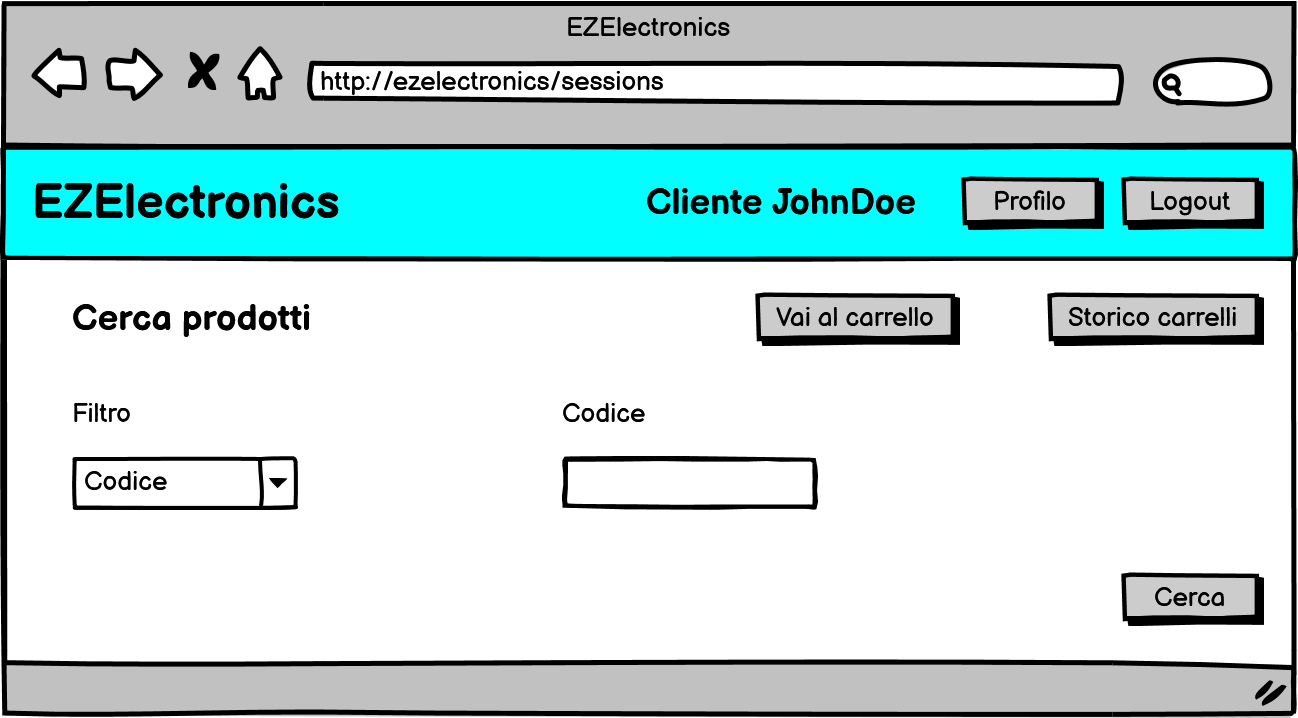 EZElectronics
http://ezelectronics/sessions
EZElectronics
Cliente JohnDoe
Profilo
Logout
Cerca prodotti
Vai al carrello
Storico carrelli
Filtro
Codice
Codice
Cerca